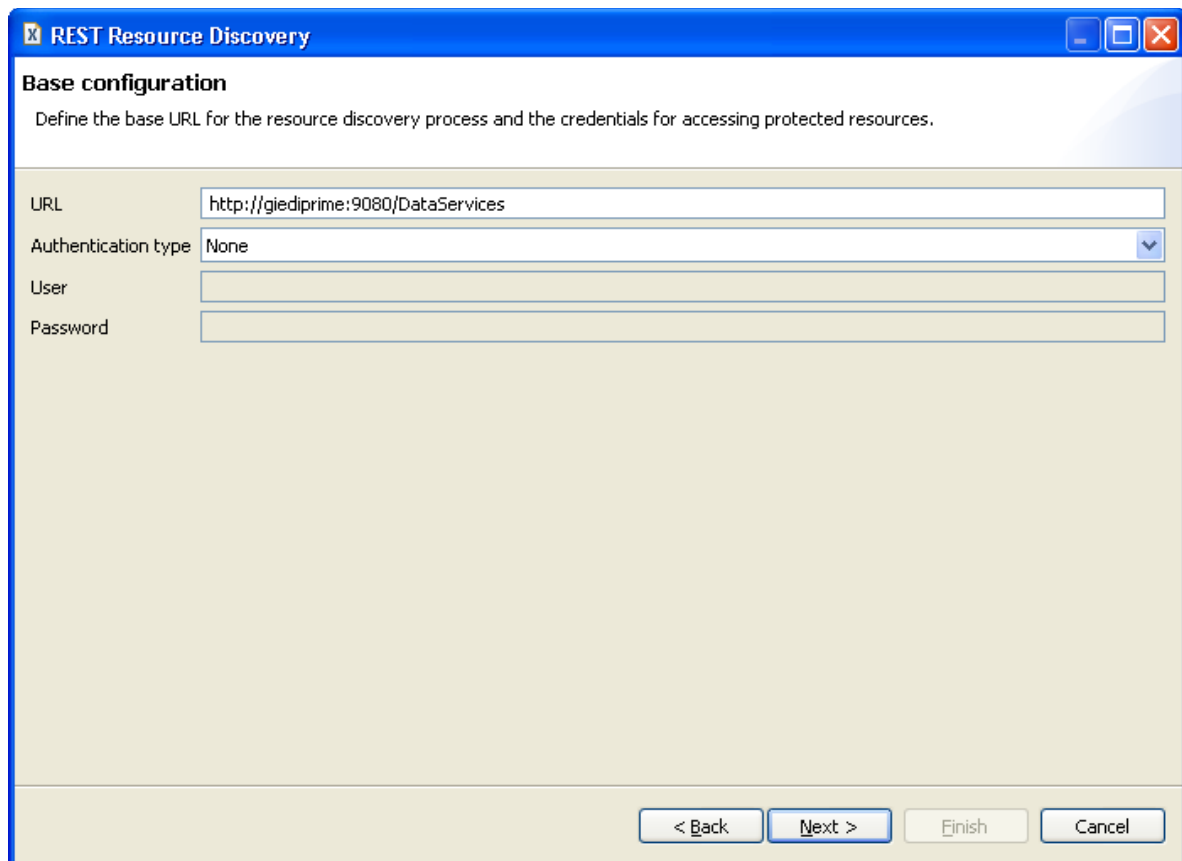 REST Resource Discovery
Base configuration
Define the base URL for the resource discovery process and the credentials for accessing protected resources.
URL http://giediprime:9080/DataServices
Authentication type None
User
Password
< Back Next > Finish Cancel